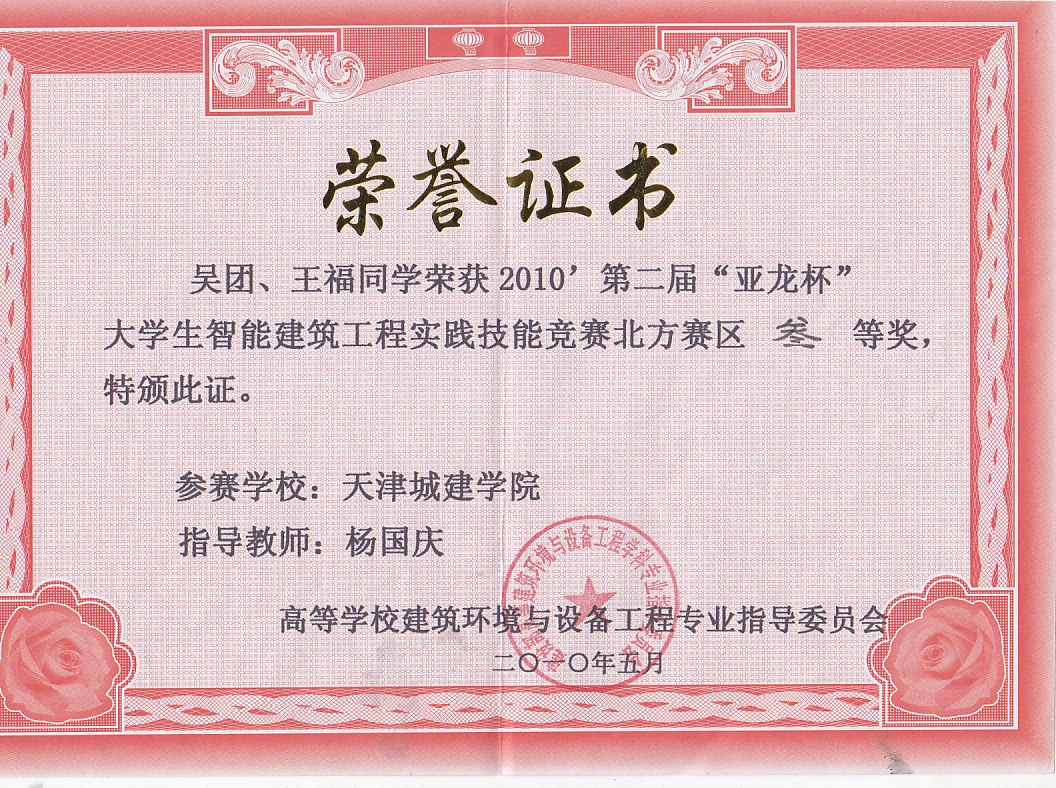 荣誉证书
吴团、王福同学荣获2010’第二届“亚龙杯”
大学生智能建筑工程实践技能竞赛北方赛区 叁 等奖，
特颁此证。
参赛学校：天津城建学院
指导教师：杨国庆
高等学校建筑环境与设备工程专业指导委员会
二〇一〇年五月